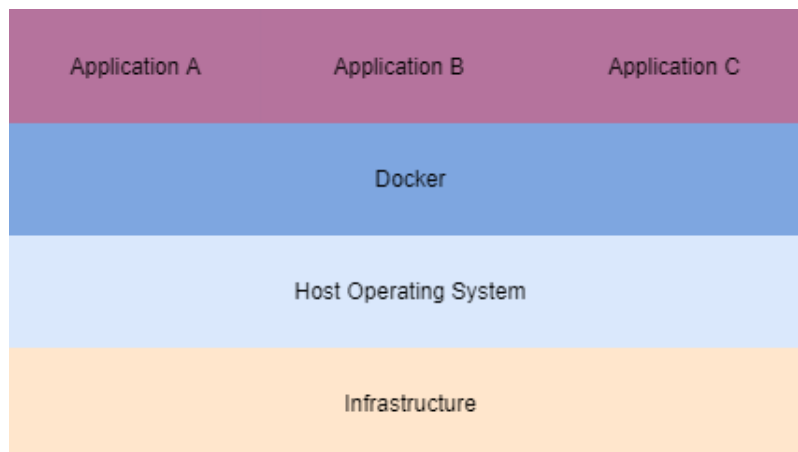 Application A Application B Application C
Docker
Host Operating System
Infrastructure